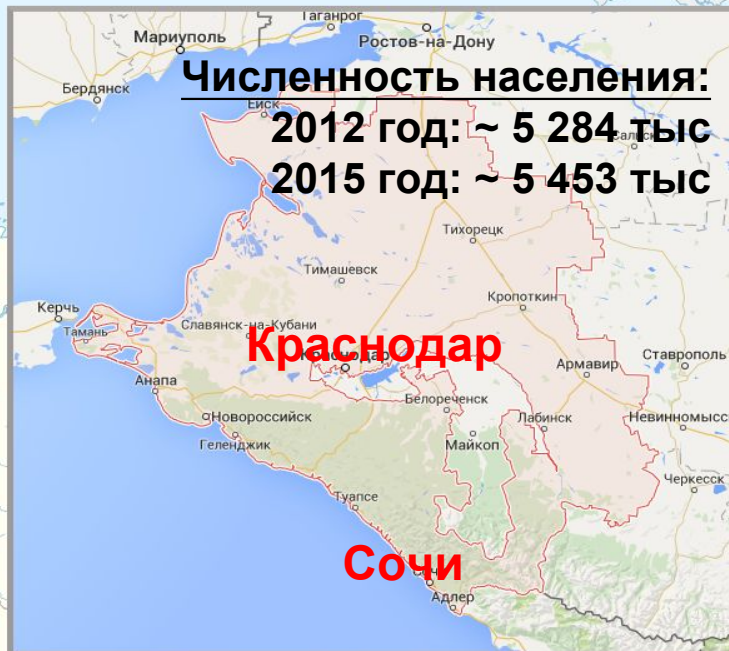 Таганрог
Мариуполь
Ростов-на-Дону
Численность населения:
Бердянск
Ейск
2012 год: ~ 5 284 тыс
2015 год: ~ 5 453 тыс
Тихорецк
Тимашевск
Кропоткин
Керчь
Тамань
Славянск-на-Кубани
Краснодар
Краснодар
Ставрополь
Армавир
Анапа
Белореченск
Новороссийск
Лабинск
Невинномысс
Геленджик
Майкоп
Черкесск
Туапсе
Сочи
Сочи
Адлер